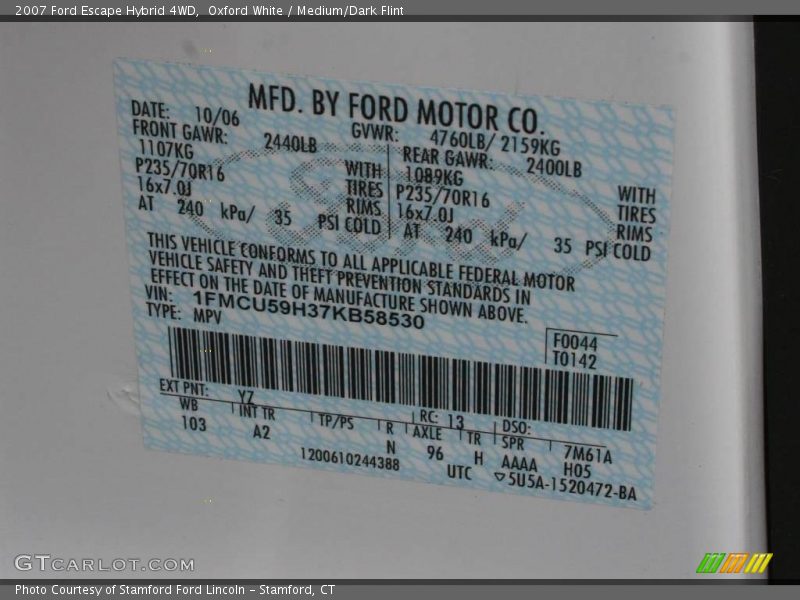 2007 Ford Escape Hybrid 4WD, Oxford White / Medium/Dark Flint
MFD. BY FORD MOTOR CO.
DATE: 10/06 GVWR: 4760LB/ 2159KG
FRONT GAWR: 2440LB REAR GAWR: 2400LB
1107KG WITH 1089KG WITH
P235/70R16 TIRES P235/70R16 TIRES
16x7.0J RIMS 16x7.0J RIMS
AT 240 kPa/ 35 PSI COLD AT 240 kPa/ 35 PSI COLD
THIS VEHICLE CONFORMS TO ALL APPLICABLE FEDERAL MOTOR
VEHICLE SAFETY AND THEFT PREVENTION STANDARDS IN
EFFECT ON THE DATE OF MANUFACTURE SHOWN ABOVE.
VIN: 1FMCU59H37KB58530
TYPE: MPV
F0044
T0142
EXT PNT: YZ RC: 13 DSO:
WB INT TR TP/PS R AXLE TR SPR 7M61A
103 A2 N 96 H AAAA H05
1200610244388 UTC ▽5U5A-1520472-BA
Ford
GTCARLOT.COM
Photo Courtesy of Stamford Ford Lincoln - Stamford, CT